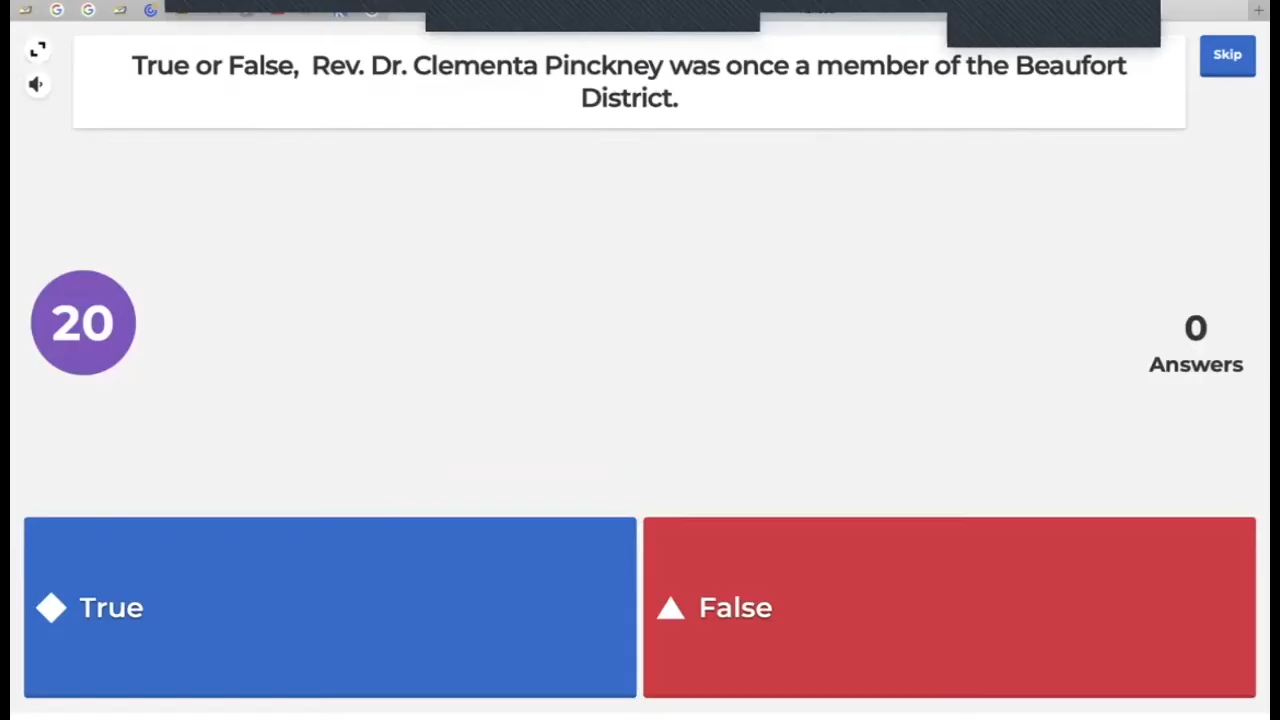 True or False, Rev. Dr. Clementa Pinckney was once a member of the Beaufort
District.
Skip
20
0
Answers
True
False